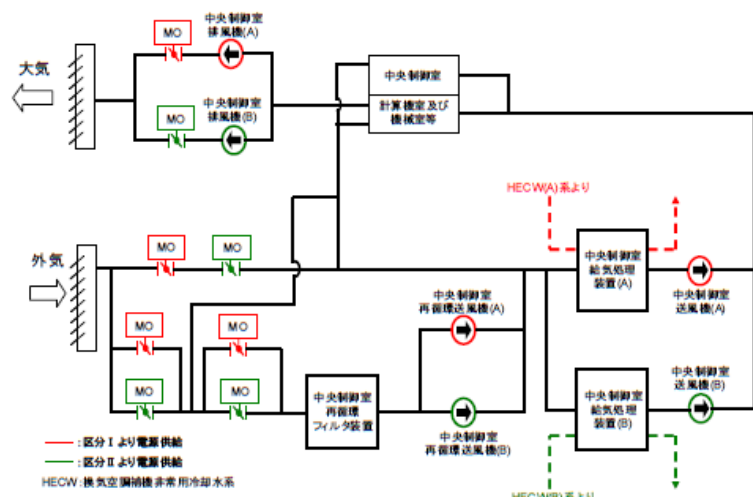 MO
中央制御室
排風機(A)
大気
中央制御室
排風機(B)
MO
中央制御室
計算機室及び
機械室等
HECW(A)系より
外気
MO
MO
中央制御室
給気処理
装置(A)
中央制御室
送風機(A)
中央制御室
再循環送風機(A)
MO
MO
MO
MO
中央制御室
再循環
フィルタ装置
中央制御室
再循環送風機(B)
中央制御室
給気処理
装置(B)
中央制御室
送風機(B)
:区分Ⅰより電源供給
:区分Ⅱより電源供給
HECW:換気空調補機非常用冷却水系
HECW(B)系より